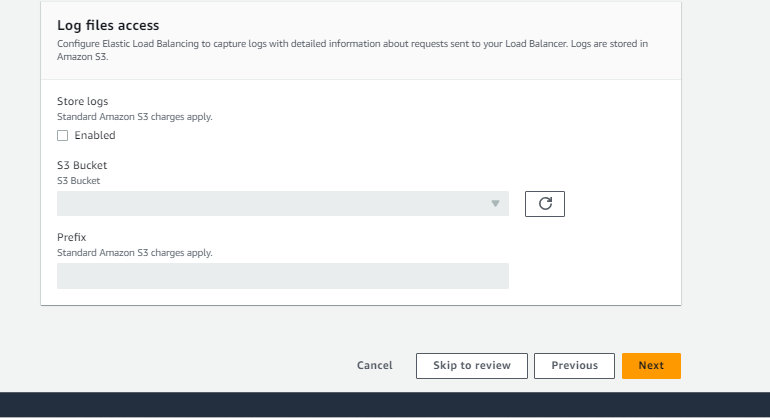 Log files access
Configure Elastic Load Balancing to capture logs with detailed information about requests sent to your Load Balancer. Logs are stored in
Amazon S3.
Store logs
Standard Amazon S3 charges apply.
Enabled
S3 Bucket
S3 Bucket
Prefix
Standard Amazon S3 charges apply.
Cancel
Skip to review
Previous
Next